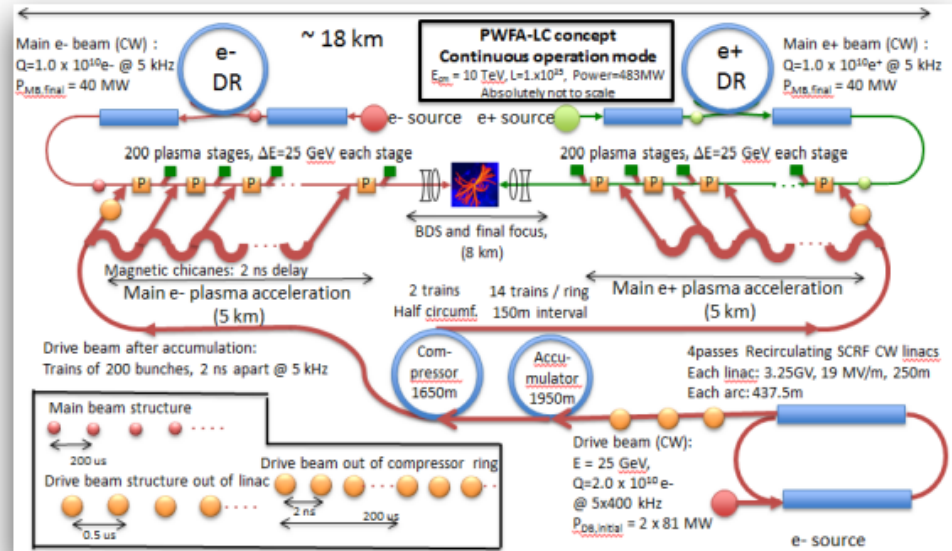 ~ 18 km
PWFA-LC concept
Continuous operation mode
E_cm = 10 TeV, L=1.x10^35, Power=483MW
Absolutely not to scale
Main e- beam (CW) :
Q=1.0 x 10^10e- @ 5 kHz
P_MB,final = 40 MW
e-
DR
e+
DR
Main e+ beam (CW) :
Q=1.0 x 10^10e+ @ 5 kHz
P_MB,final = 40 MW
e- source
e+ source
200 plasma stages, ΔE=25 GeV each stage
200 plasma stages, ΔE=25 GeV each stage
P P P P
P P P P
BDS and final focus,
(8 km)
Magnetic chicanes: 2 ns delay
Main e- plasma acceleration
(5 km)
Main e+ plasma acceleration
(5 km)
2 trains
Half circumf.
14 trains / ring
150m interval
Com-
pressor
1650m
Accu-
mulator
1950m
Drive beam after accumulation:
Trains of 200 bunches, 2 ns apart @ 5 kHz
4passes Recirculating SCRF CW linacs
Each linac: 3.25GV, 19 MV/m, 250m
Each arc: 437.5m
Main beam structure
200 us
Drive beam structure out of linac
0.5 us
Drive beam out of compressor ring
2 ns
200 us
Drive beam (CW):
E = 25 GeV,
Q=2.0 x 10^10 e-
@ 5x400 kHz
P_DB,initial = 2 x 81 MW
e- source